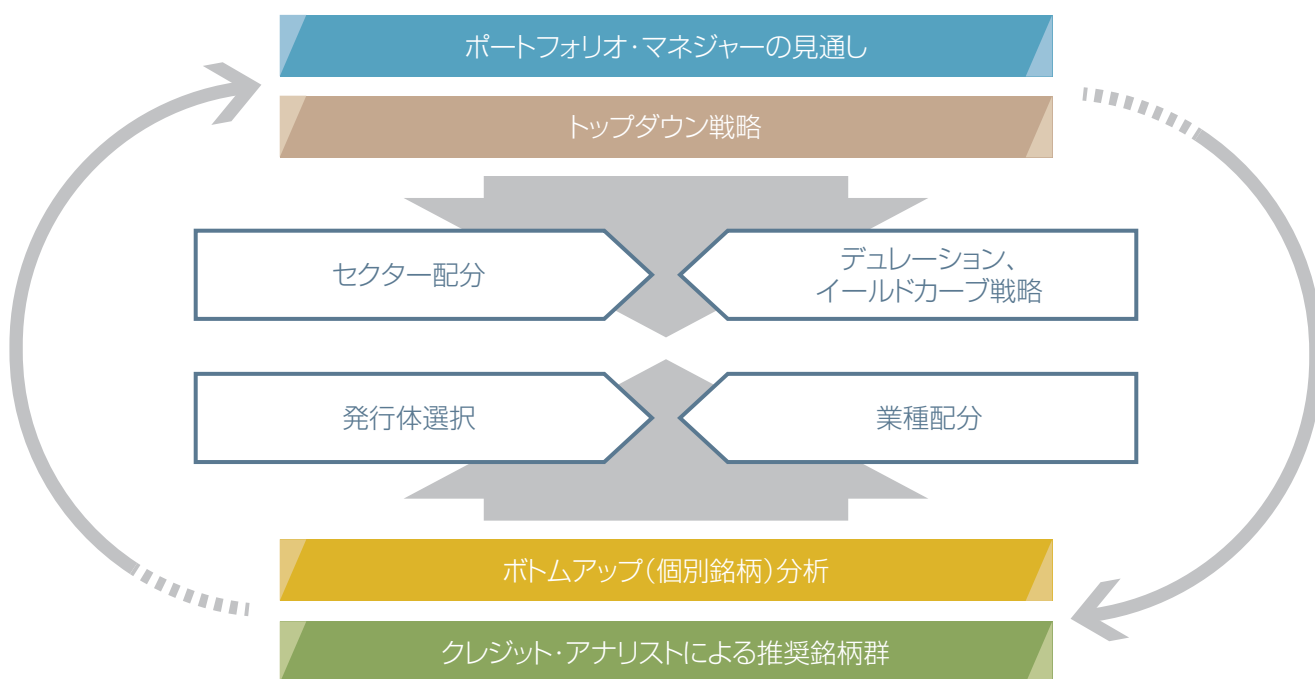 ポートフォリオ・マネジャーの見通し
トップダウン戦略
セクター配分
デュレーション、
イールドカーブ戦略
発行体選択
業種配分
ボトムアップ（個別銘柄）分析
クレジット・アナリストによる推奨銘柄群